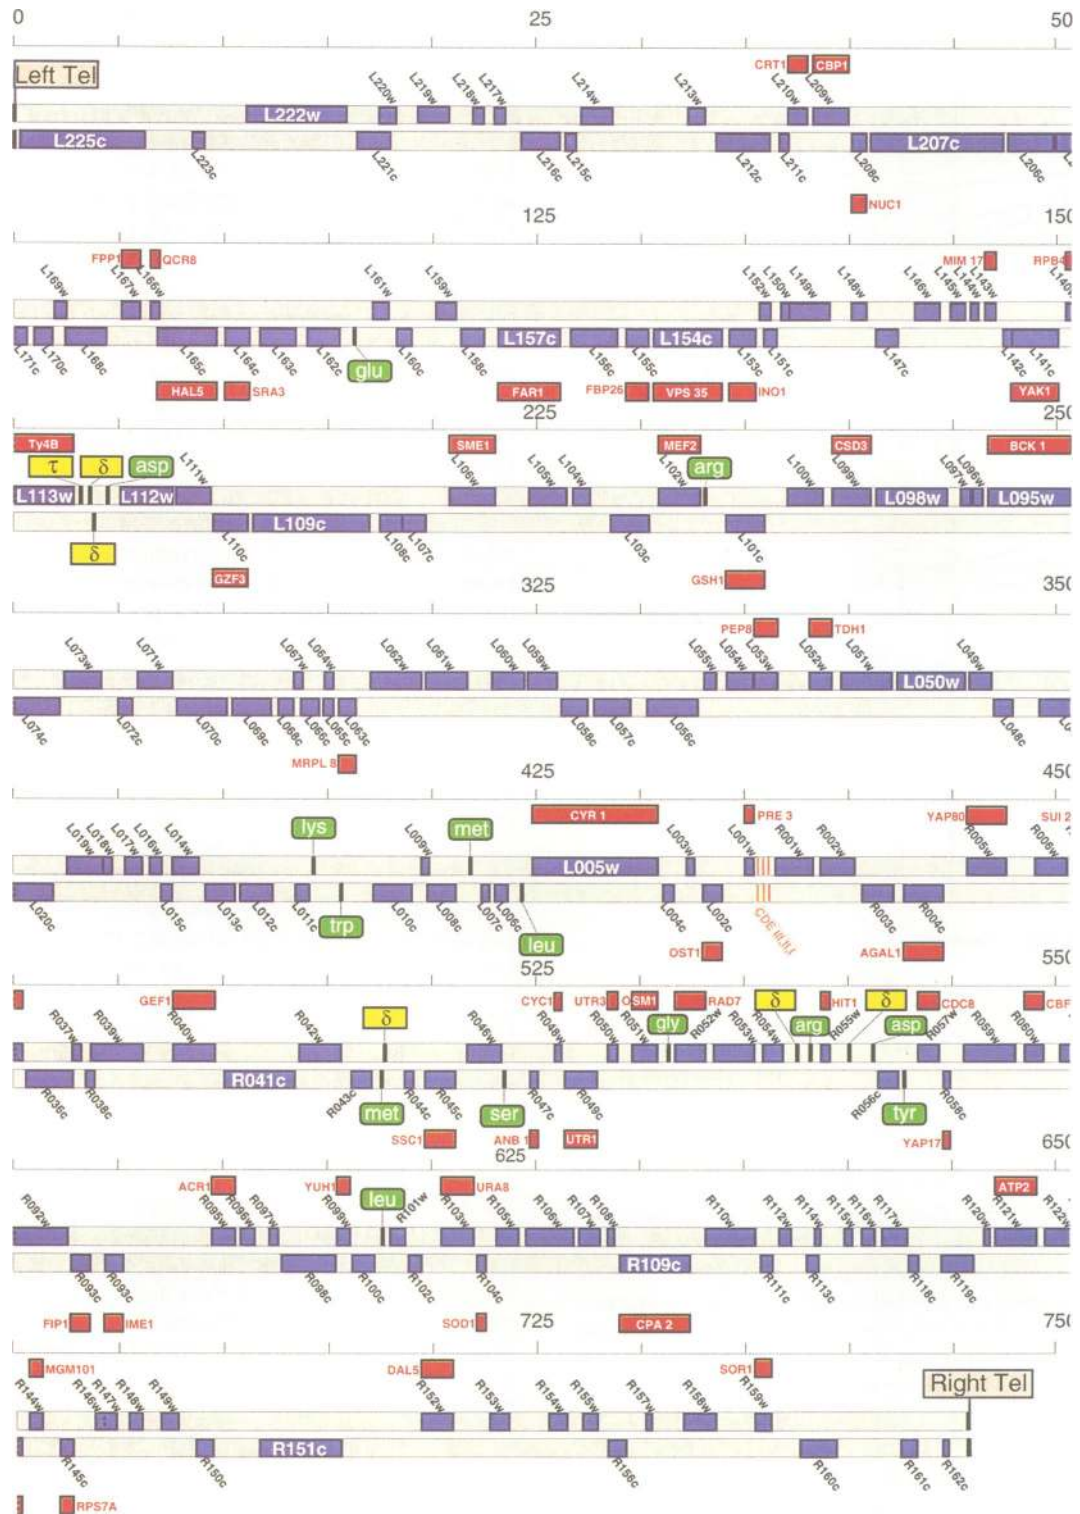 0 25 50
CRT1 CBP1
Left Tel
L222w L220w L219w L218w L217w L214w L213w L210w L209w
L225c L223c L221c L216c L215c L212c L211c L208c L207c L206c
NUC1
125 150
FPP1 QCR8 MIM 17 RPB4
L169w L167w L166w L161w L159w L152w L150w L149w L148w L146w L145w L144w L143w L140w
L171c L170c L168c L165c L164c L163c L162c L160c L158c L157c L156c L155c L154c L153c L151c L147c L142c L141c
glu
HAL5 SRA3 FAR1 FBP26 VPS 35 INO1 YAK1
225 250
Ty4B SME1 MEF2 CSD3 BCK 1
τ δ asp arg
L113w L112w L111w L106w L105w L104w L102w L100w L099w L098w L097w L096w L095w
L110c L109c L108c L107c L103c L101c
δ
GZF3 GSH1
325 350
PEP8 TDH1
L073w L071w L067w L064w L062w L061w L060w L059w L055w L054w L053w L052w L051w L050w L049w
L074c L072c L070c L069c L068c L066c L065c L063c L058c L057c L056c L048c
MRPL 8
425 450
CYR 1 PRE 3 YAP80 SUI 2
lys met
L019w L018w L017w L016w L014w L009w L005w L003w L001w R001w R002w R005w R006w
L020c L015c L013c L012c L011c L010c L008c L007c L006c L004c L002c CDE III,II,I R003c R004c
trp leu
OST1 AGAL1
525 550
GEF1 CYC1 UTR3 OSM1 RAD7 δ HIT1 δ CDC8 CBF
δ gly arg asp
R037w R039w R040w R042w R046w R048w R050w R051w R052w R053w R054w R055w R057w R059w R060w
R036c R038c R041c R043c R044c R045c R047c R049c R056c R058c
met ser tyr
SSC1 ANB 1 UTR1 YAP17
625 650
ACR1 YUH1 URA8 ATP2
leu
R092w R095w R096w R097w R099w R101w R103w R105w R106w R107w R108w R110w R112w R114w R115w R116w R117w R120w R121w R122w
R093c R093c R098c R100c R102c R104c R109c R111c R113c R118c R119c
FIP1 IME1 SOD1 CPA 2
725 750
MGM101 DAL5 SOR1
Right Tel
R144w R146w R147w R148w R149w R152w R153w R154w R155w R157w R158w R159w
R145c R150c R151c R156c R160c R161c R162c
RPS7A